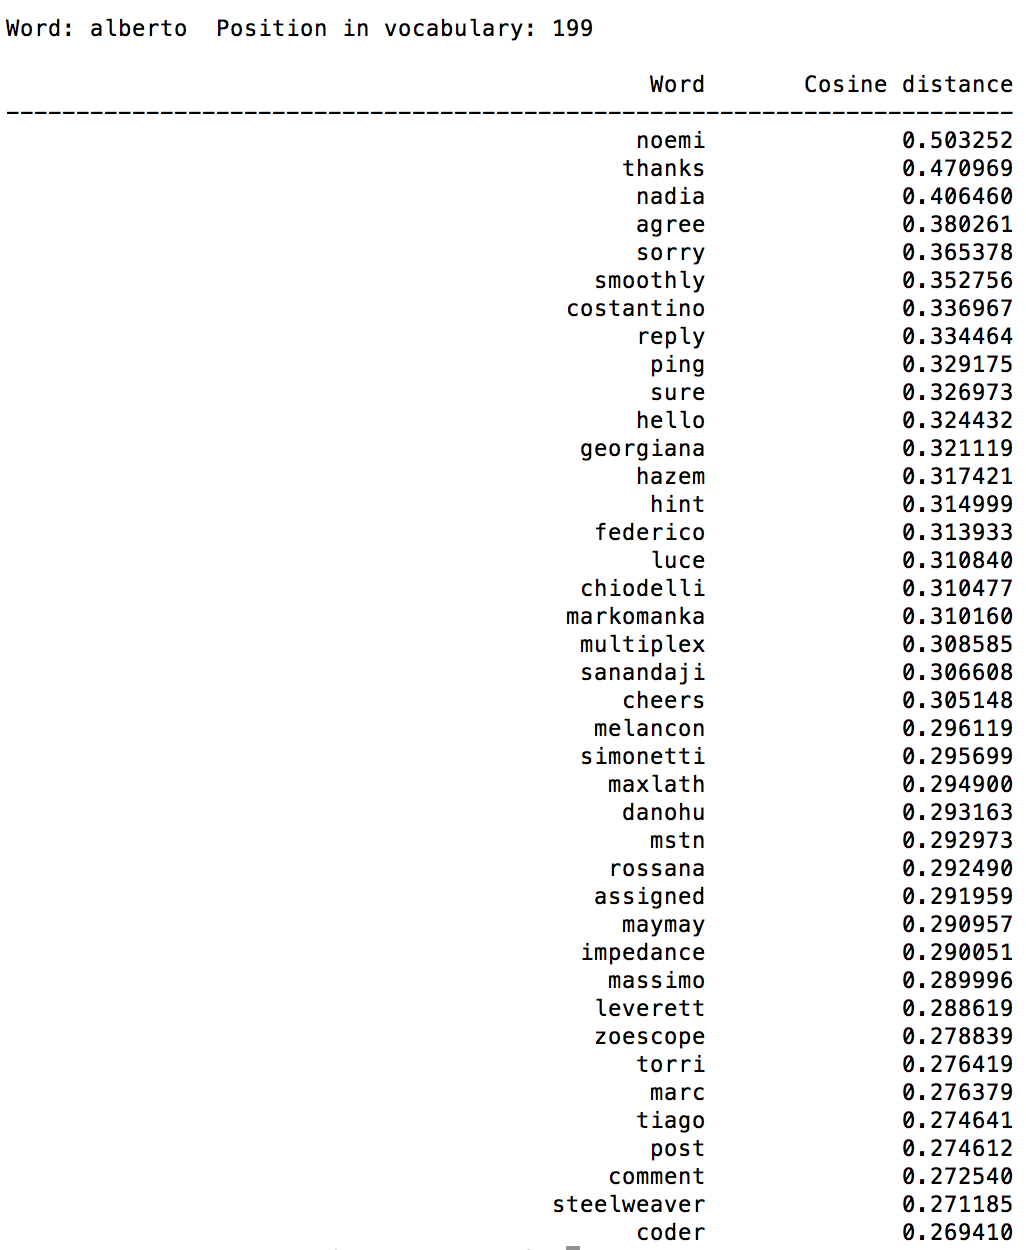 Word: alberto  Position in vocabulary: 199
Word Cosine distance
------------------------------------------------------------------------
noemi 0.503252
thanks 0.470969
nadia 0.406460
agree 0.380261
sorry 0.365378
smoothly 0.352756
costantino 0.336967
reply 0.334464
ping 0.329175
sure 0.326973
hello 0.324432
georgiana 0.321119
hazem 0.317421
hint 0.314999
federico 0.313933
luce 0.310840
chiodelli 0.310477
markomanka 0.310160
multiplex 0.308585
sanandaji 0.306608
cheers 0.305148
melancon 0.296119
simonetti 0.295699
maxlath 0.294900
danohu 0.293163
mstn 0.292973
rossana 0.292490
assigned 0.291959
maymay 0.290957
impedance 0.290051
massimo 0.289996
leverett 0.288619
zoescope 0.278839
torri 0.276419
marc 0.276379
tiago 0.274641
post 0.274612
comment 0.272540
steelweaver 0.271185
coder 0.269410